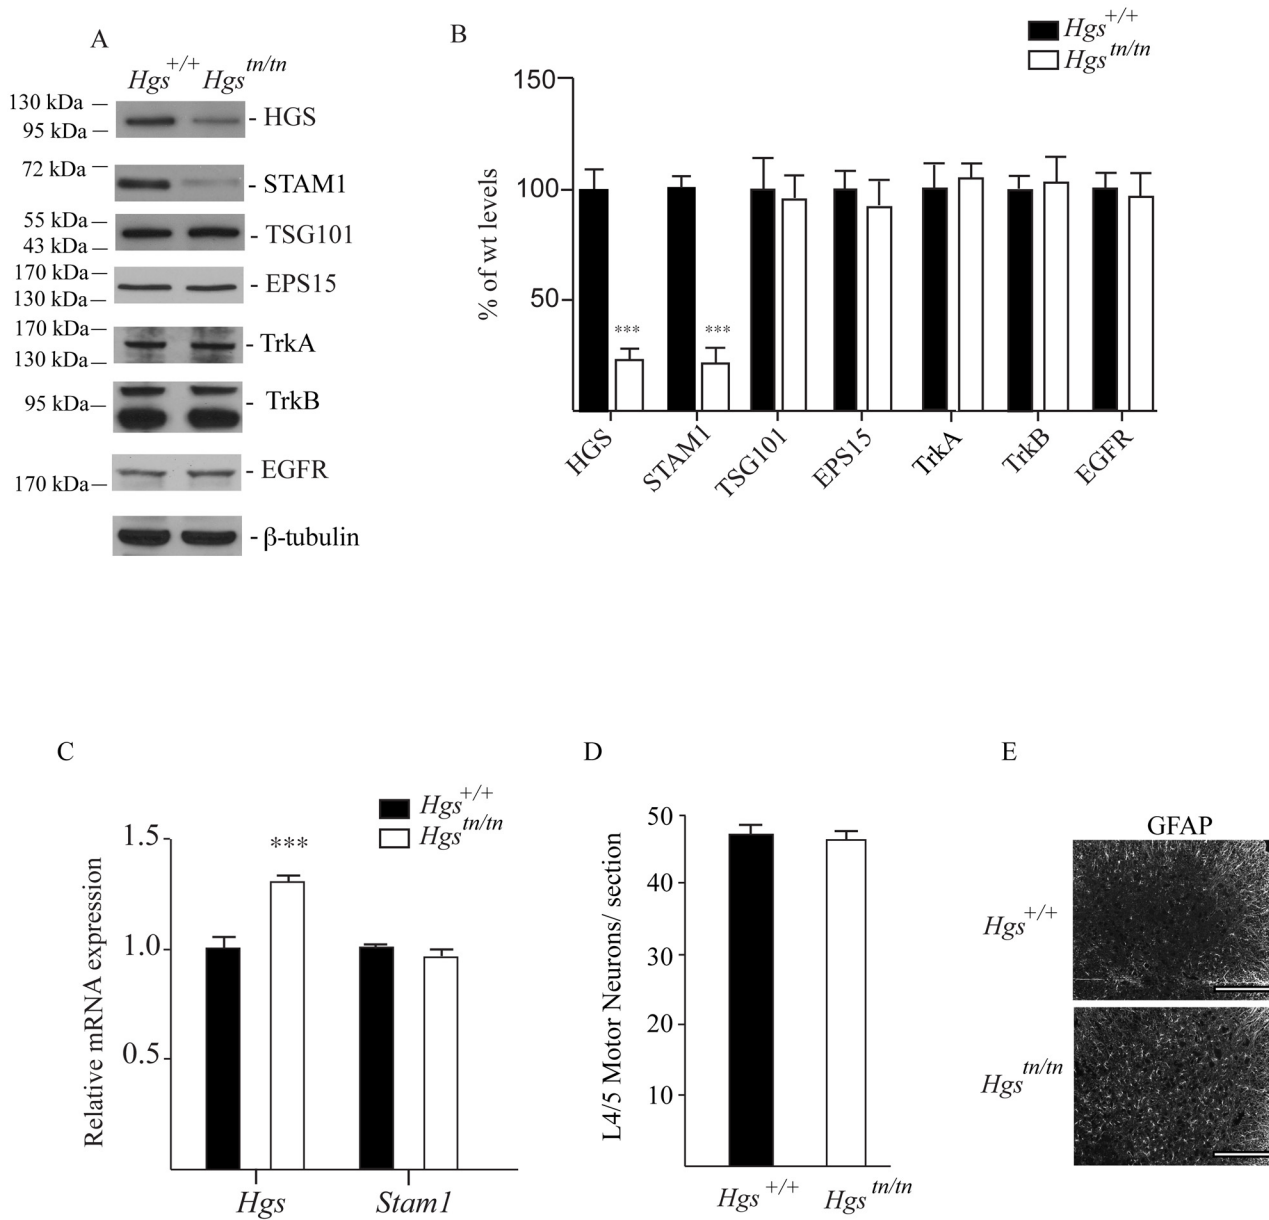 A
Hgs+/+ Hgstn/tn
130 kDa
95 kDa
- HGS
72 kDa
- STAM1
55 kDa
43 kDa
- TSG101
170 kDa
130 kDa
- EPS15
170 kDa
130 kDa
- TrkA
95 kDa
- TrkB
170 kDa
- EGFR
- β-tubulin
B
Hgs+/+
Hgstn/tn
% of wt levels
150
100
50
*** ***
HGS STAM1 TSG101 EPS15 TrkA TrkB EGFR
C
Hgs+/+
Hgstn/tn
Relative mRNA expression
1.5
1.0
0.5
***
Hgs Stam1
D
L4/5 Motor Neurons/ section
50
40
30
20
10
Hgs+/+ Hgstn/tn
E
GFAP
Hgs+/+
Hgstn/tn